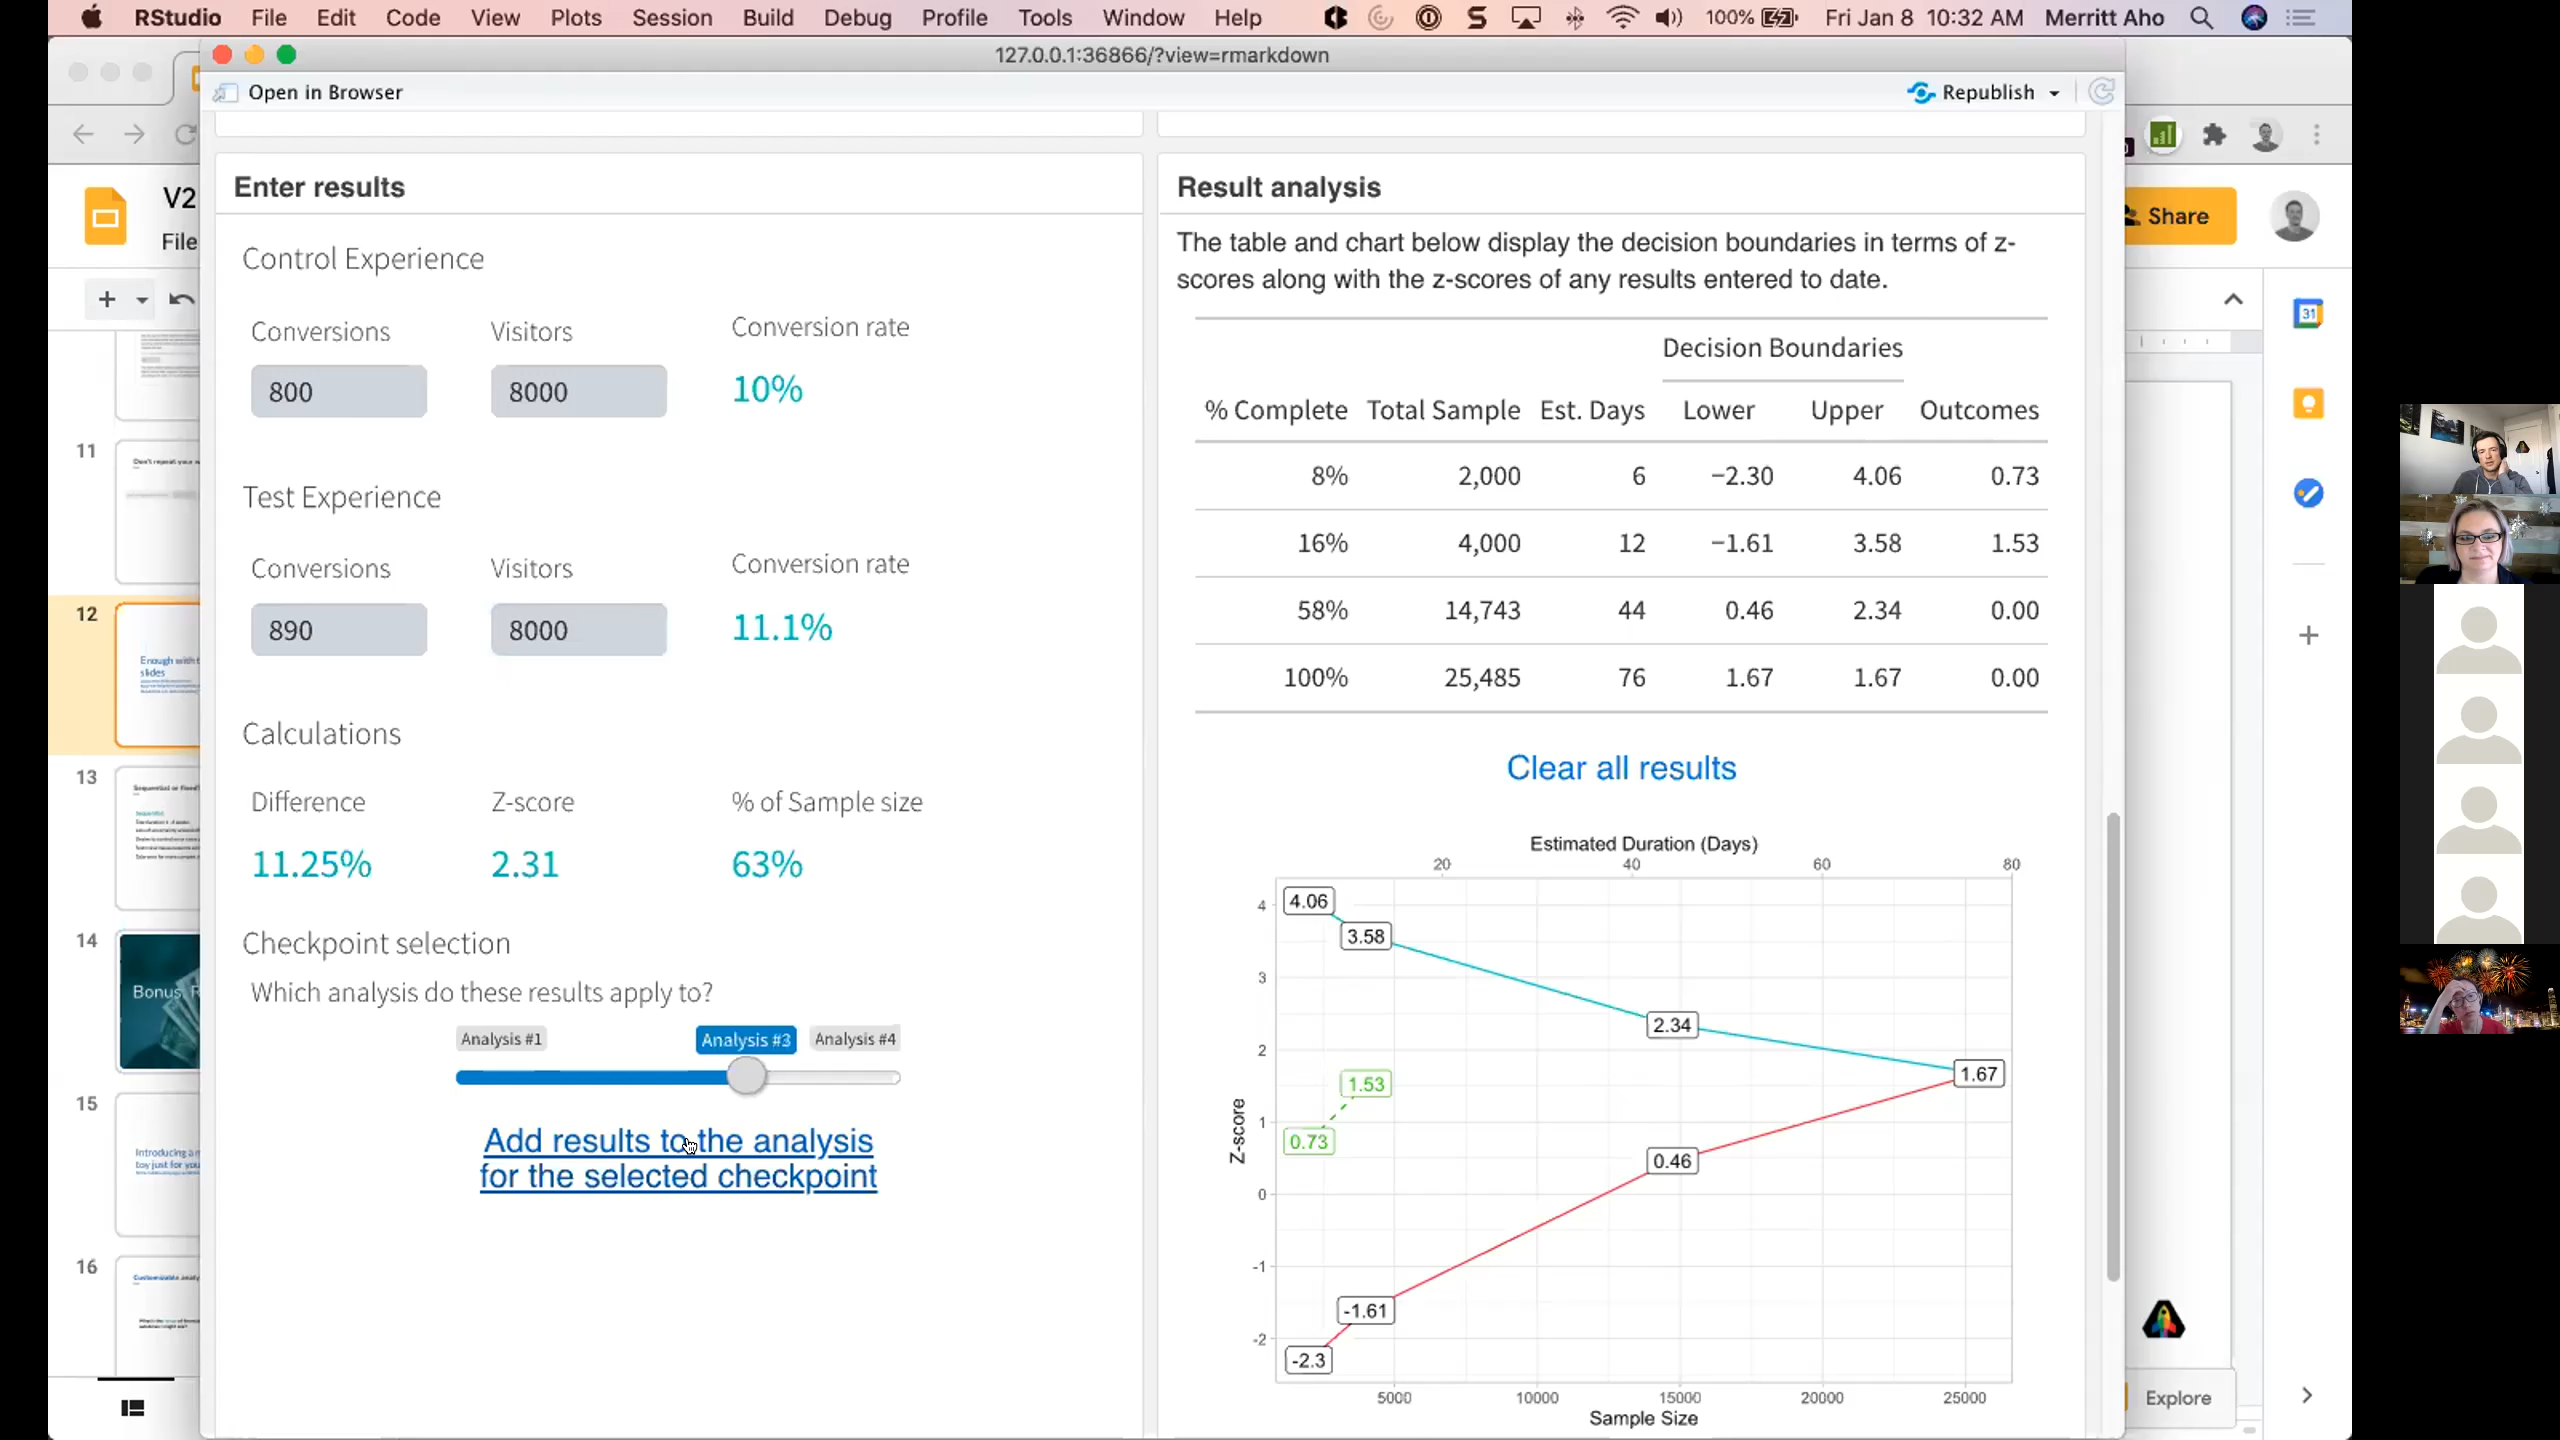 RStudio File Edit Code View Plots Session Build Debug Profile Tools Window Help 100% Fri Jan 8 10:32 AM Merritt Aho
127.0.0.1:36866/?view=rmarkdown
Open in Browser Republish
V2
File
Share
31
11
12
Enough with t
slides
13
14
Bonus: R
15
Introducing a n
toy just for you
16
Customizable analy
Enter results
Control Experience
Conversions Visitors Conversion rate
800 8000 10%
Test Experience
Conversions Visitors Conversion rate
890 8000 11.1%
Calculations
Difference Z-score % of Sample size
11.25% 2.31 63%
Checkpoint selection
Which analysis do these results apply to?
Analysis #1 Analysis #3 Analysis #4
Add results to the analysis
for the selected checkpoint
Result analysis
The table and chart below display the decision boundaries in terms of z-
scores along with the z-scores of any results entered to date.
Decision Boundaries
% Complete Total Sample Est. Days Lower Upper Outcomes
8% 2,000 6 −2.30 4.06 0.73
16% 4,000 12 −1.61 3.58 1.53
58% 14,743 44 0.46 2.34 0.00
100% 25,485 76 1.67 1.67 0.00
Clear all results
Estimated Duration (Days)
20 40 60 80
4.06
4
3.58
3
2.34
2
1.53
1.67
1
0.73
0.46
Z-score
0
-1
-1.61
-2
-2.3
5000 10000 15000 20000 25000
Sample Size
Explore